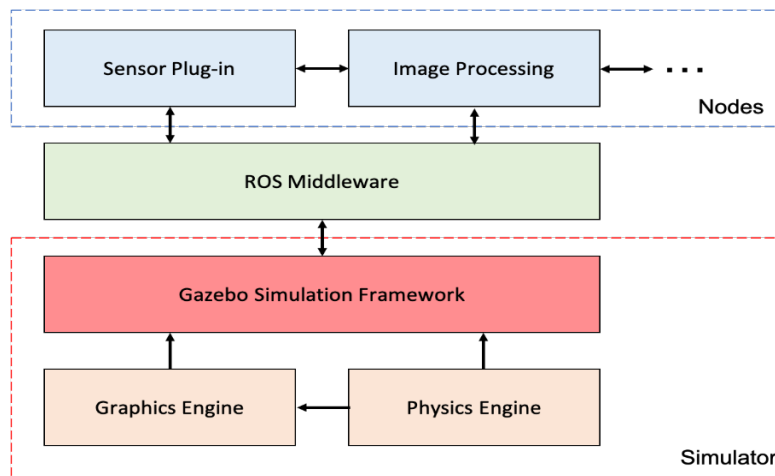 Sensor Plug-in
Image Processing
...
Nodes
ROS Middleware
Gazebo Simulation Framework
Graphics Engine
Physics Engine
Simulator